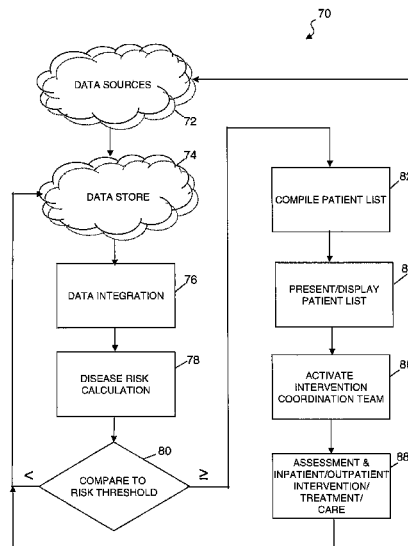 70
DATA SOURCES
72
74
DATA STORE
76
DATA INTEGRATION
78
DISEASE RISK
CALCULATION
80
<
COMPARE TO
RISK THRESHOLD
≥
COMPILE PATIENT LIST
PRESENT/DISPLAY
PATIENT LIST
ACTIVATE
INTERVENTION
COORDINATION TEAM
88
ASSESSMENT &
INPATIENT/OUTPATIENT
INTERVENTION/
TREATMENT/
CARE